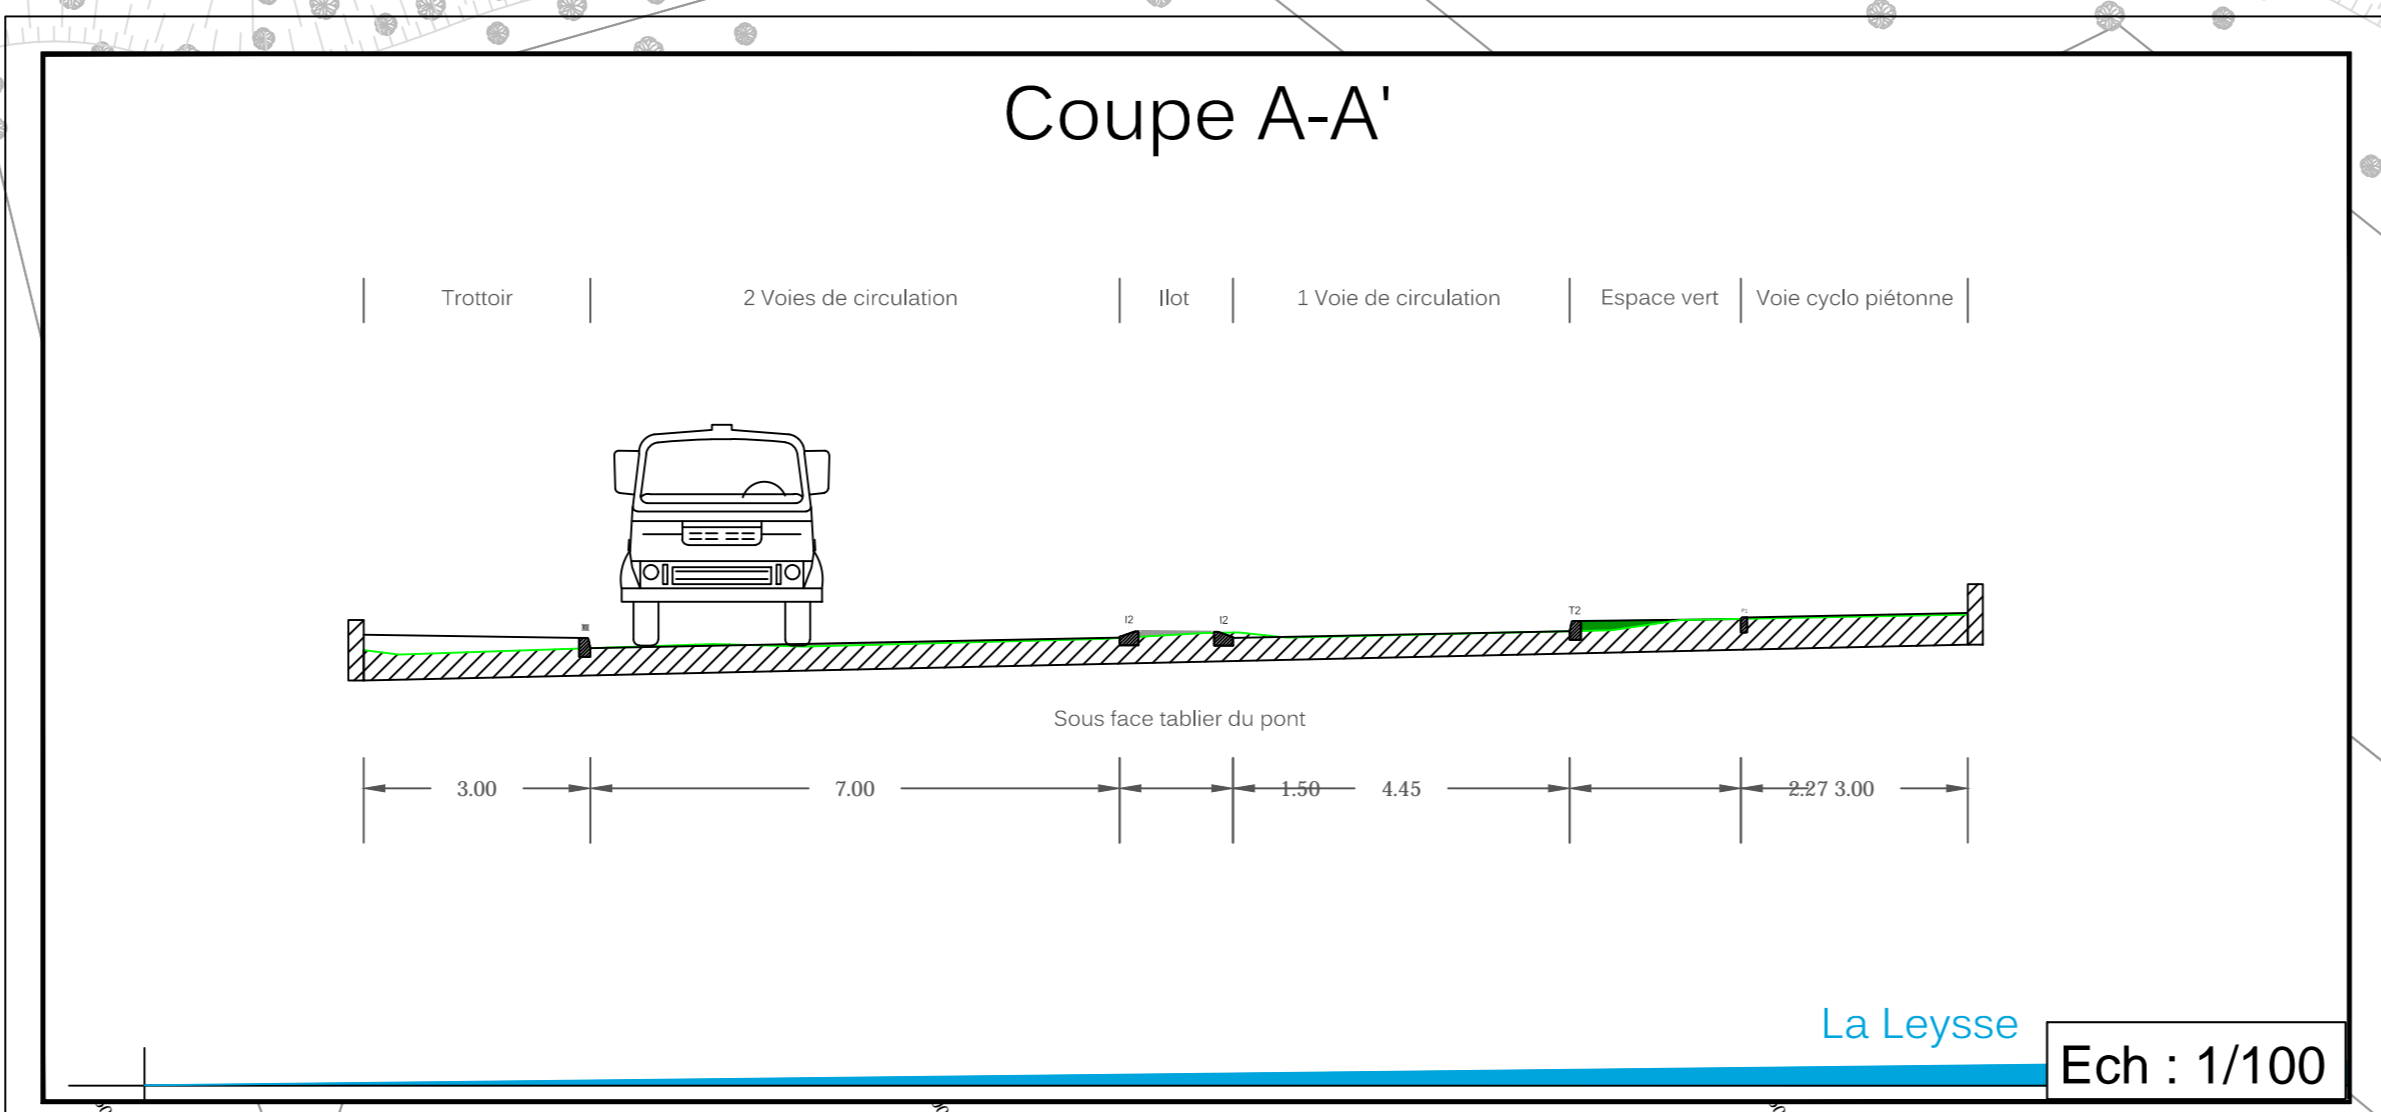 Coupe A-A'
Trottoir
2 Voies de circulation
Ilot
1 Voie de circulation
Espace vert
Voie cyclo piétonne
I2
I2
T2
Sous face tablier du pont
3.00
7.00
1.50
4.45
2.27
3.00
La Leysse
Ech : 1/100